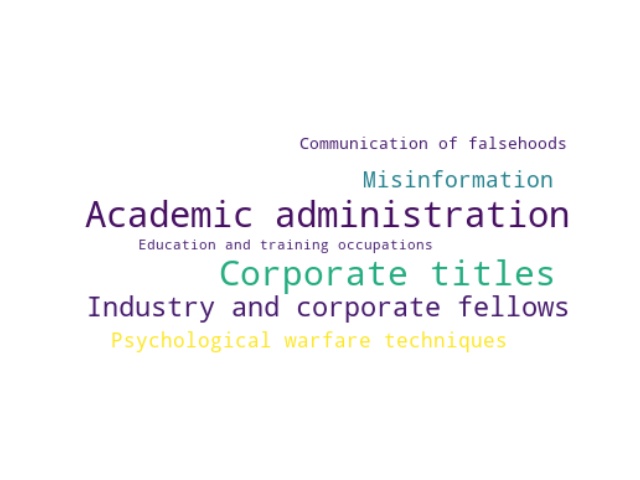 Communication of falsehoods
Misinformation
Academic administration
Education and training occupations
Corporate titles
Industry and corporate fellows
Psychological warfare techniques